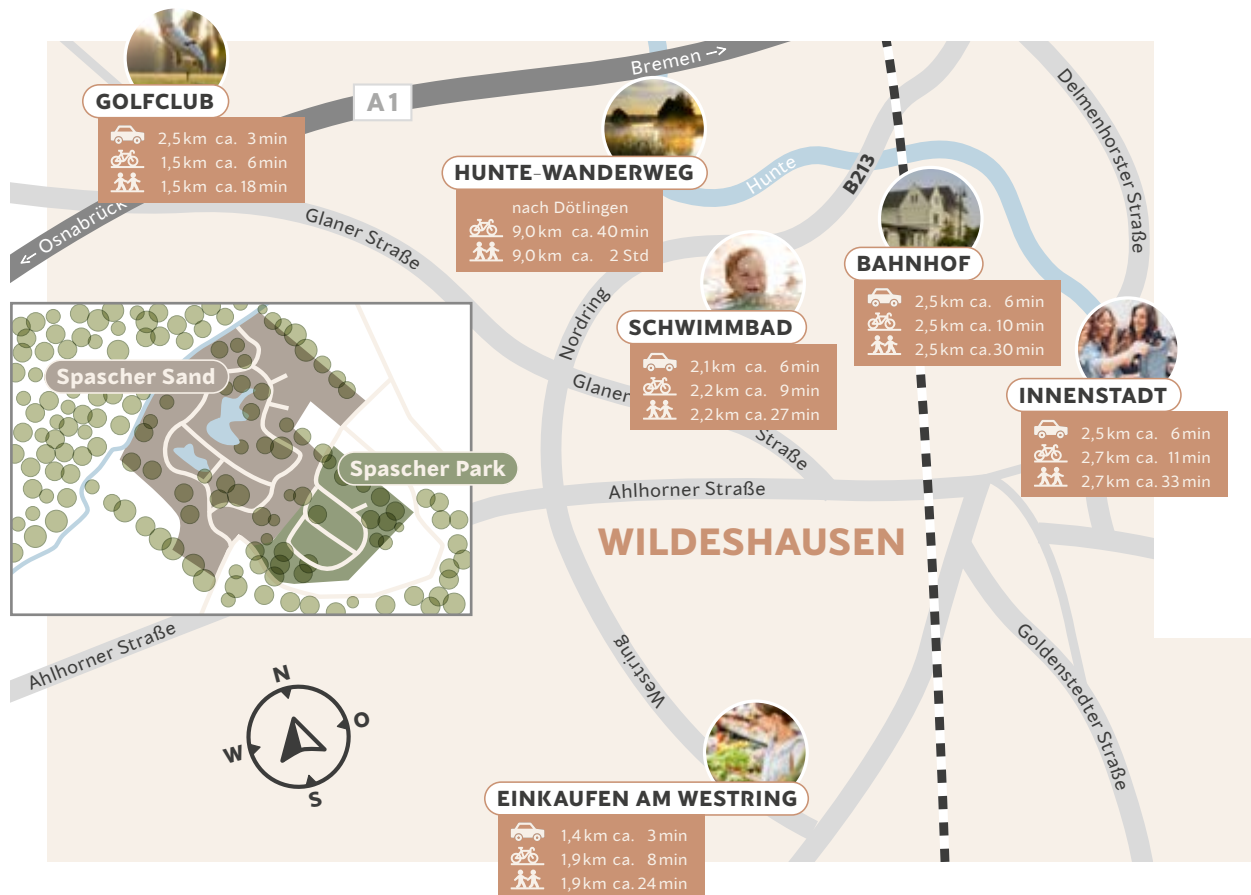 Bremen -->
A1
GOLFCLUB
2,5 km ca. 3 min
1,5 km ca. 6 min
1,5 km ca. 18 min
<-- Osnabrück
Glaner Straße
HUNTE-WANDERWEG
nach Dötlingen
9,0 km ca. 40 min
9,0 km ca. 2 Std
Hunte
B213
Delmenhorster Straße
BAHNHOF
2,5 km ca. 6 min
2,5 km ca. 10 min
2,5 km ca. 30 min
Nordring
SCHWIMMBAD
2,1 km ca. 6 min
2,2 km ca. 9 min
2,2 km ca. 27 min
Glaner
Straße
INNENSTADT
2,5 km ca. 6 min
2,7 km ca. 11 min
2,7 km ca. 33 min
Spascher Sand
Spascher Park
Ahlhorner Straße
WILDESHAUSEN
Ahlhorner Straße
Westring
Goldenstedter Straße
N
O
W
S
EINKAUFEN AM WESTRING
1,4 km ca. 3 min
1,9 km ca. 8 min
1,9 km ca. 24 min